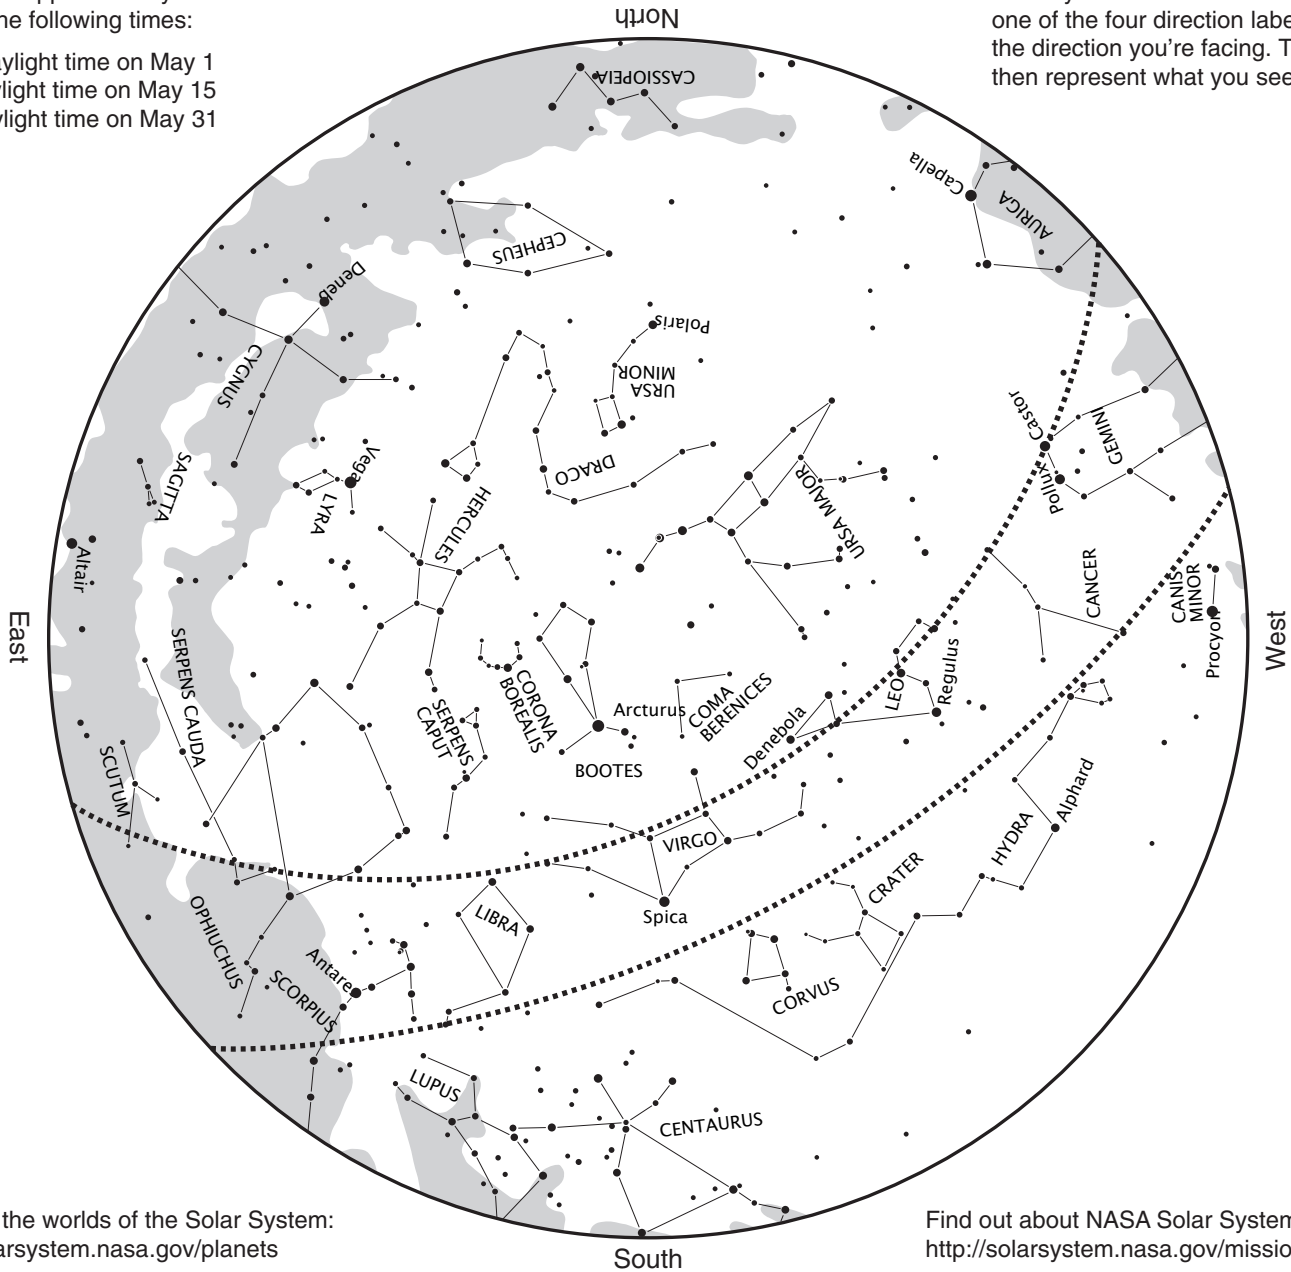 he following times:
aylight time on May 1
ylight time on May 15
ylight time on May 31
one of the four direction labe
the direction you're facing. T
then represent what you see
North
CASSIOPEIA
Capella
AURIGA
CEPHEUS
Deneb
CYGNUS
Polaris
URSA
MINOR
Castor
GEMINI
Pollux
SAGITTA
Vega
LYRA
HERCULES
DRACO
URSA MAJOR
Altair
CANCER
CANIS
MINOR
Procyon
East
West
SERPENS CAUDA
CORONA
BOREALIS
SERPENS
CAPUT
Arcturus
BOOTES
COMA
BERENICES
Denebola
LEO
Regulus
SCUTUM
VIRGO
Spica
HYDRA
Alphard
CRATER
LIBRA
OPHIUCHUS
Antares
SCORPIUS
CORVUS
LUPUS
CENTAURUS
the worlds of the Solar System:
arsystem.nasa.gov/planets
South
Find out about NASA Solar System
http://solarsystem.nasa.gov/missio